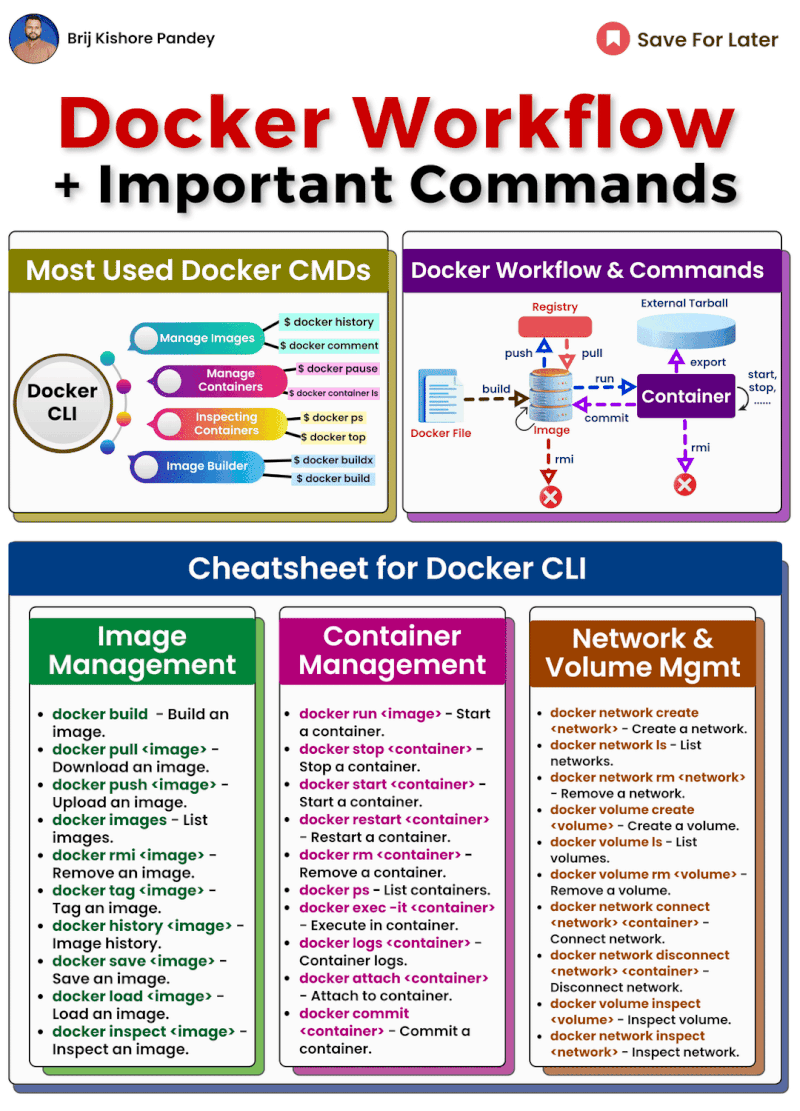 Brij Kishore Pandey
Save For Later
Docker Workflow
+ Important Commands
Most Used Docker CMDs
Docker CLI
Manage Images
$ docker history
$ docker comment
Manage
Containers
$ docker pause
$ docker container ls
Inspecting
Containers
$ docker ps
$ docker top
Image Builder
$ docker buildx
$ docker build
Docker Workflow & Commands
Registry
External Tarball
push
pull
export
build
run
Container
start,
stop,
......
commit
Docker File
Image
rmi
rmi
Cheatsheet for Docker CLI
Image
Management
• docker build - Build an
image.
• docker pull <image> -
Download an image.
• docker push <image> -
Upload an image.
• docker images - List
images.
• docker rmi <image> -
Remove an image.
• docker tag <image> -
Tag an image.
• docker history <image> -
Image history.
• docker save <image> -
Save an image.
• docker load <image> -
Load an image.
• docker inspect <image> -
Inspect an image.
Container
Management
• docker run <image> - Start
a container.
• docker stop <container> -
Stop a container.
• docker start <container> -
Start a container.
• docker restart <container>
- Restart a container.
• docker rm <container> -
Remove a container.
• docker ps - List containers.
• docker exec -it <container>
- Execute in container.
• docker logs <container> -
Container logs.
• docker attach <container>
- Attach to container.
• docker commit
<container> - Commit a
container.
Network &
Volume Mgmt
• docker network create
<network> - Create a network.
• docker network ls - List
networks.
• docker network rm <network>
- Remove a network.
• docker volume create
<volume> - Create a volume.
• docker volume ls - List
volumes.
• docker volume rm <volume> -
Remove a volume.
• docker network connect
<network> <container> -
Connect network.
• docker network disconnect
<network> <container> -
Disconnect network.
• docker volume inspect
<volume> - Inspect volume.
• docker network inspect
<network> - Inspect network.